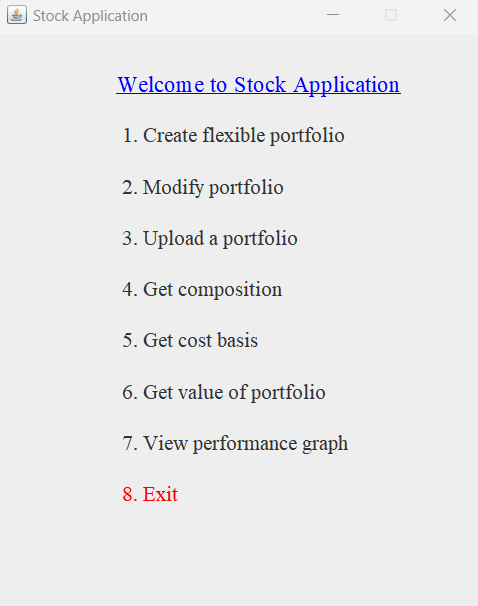 Stock Application
Welcome to Stock Application
1. Create flexible portfolio
2. Modify portfolio
3. Upload a portfolio
4. Get composition
5. Get cost basis
6. Get value of portfolio
7. View performance graph
8. Exit